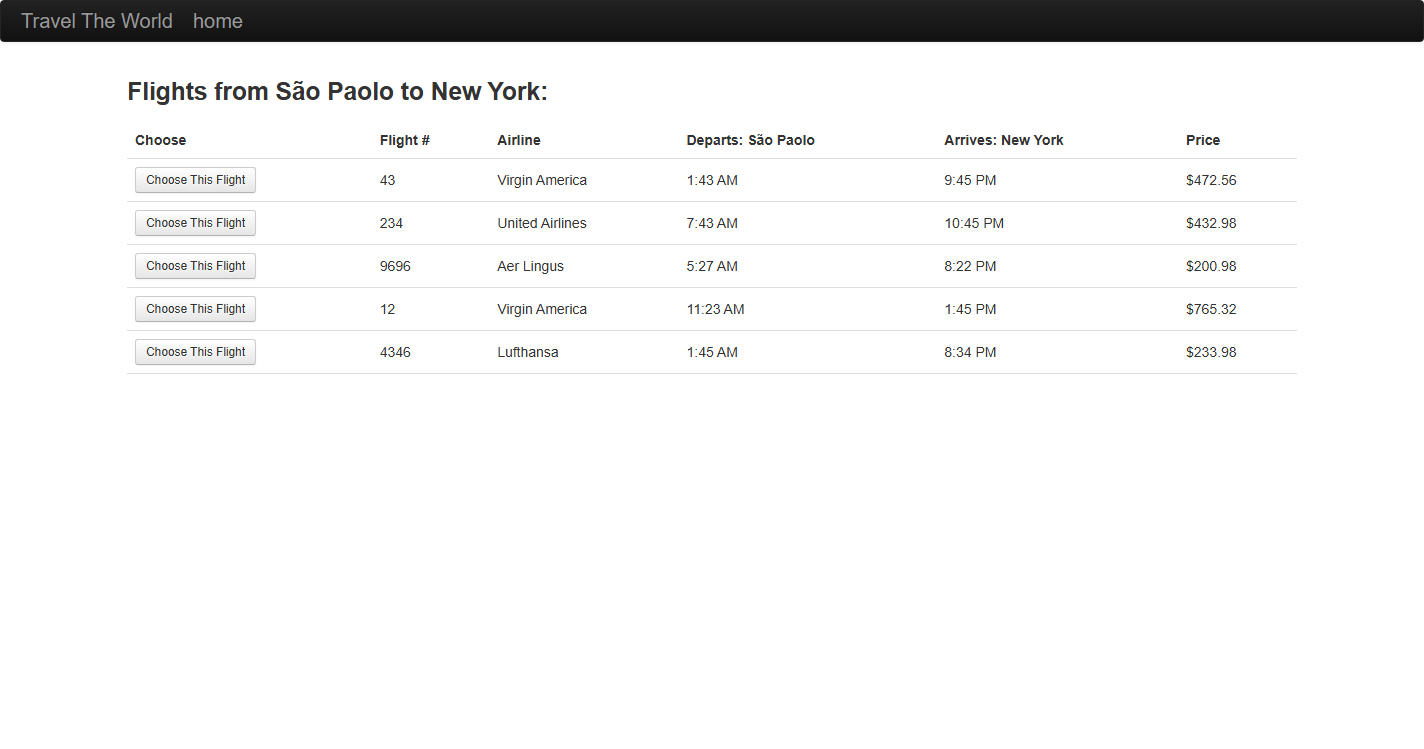 Travel The World home
Flights from São Paolo to New York:
Choose Flight # Airline Departs: São Paolo Arrives: New York Price
Choose This Flight 43 Virgin America 1:43 AM 9:45 PM $472.56
Choose This Flight 234 United Airlines 7:43 AM 10:45 PM $432.98
Choose This Flight 9696 Aer Lingus 5:27 AM 8:22 PM $200.98
Choose This Flight 12 Virgin America 11:23 AM 1:45 PM $765.32
Choose This Flight 4346 Lufthansa 1:45 AM 8:34 PM $233.98